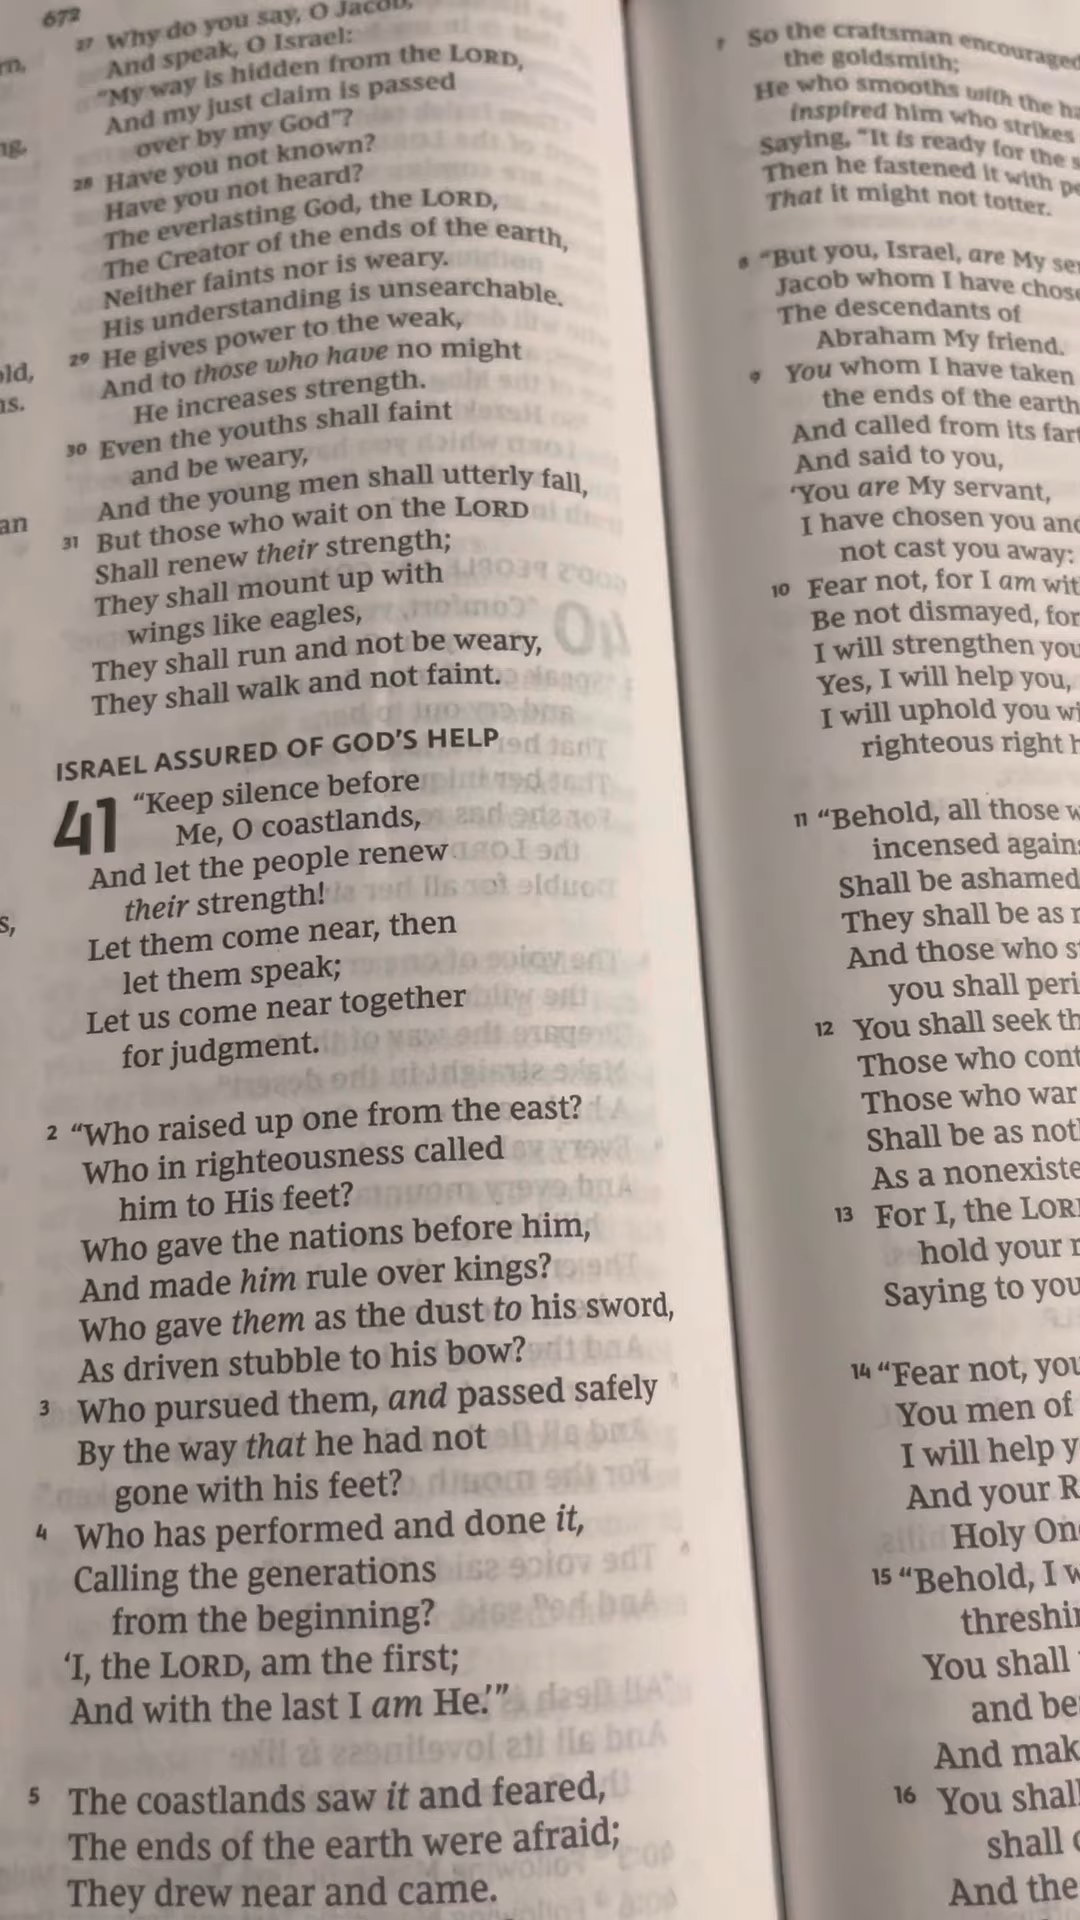 672
27 Why do you say, O Jacob,
And speak, O Israel:
"My way is hidden from the LORD,
And my just claim is passed
over by my God"?
28 Have you not known?
Have you not heard?
The everlasting God, the LORD,
The Creator of the ends of the earth,
Neither faints nor is weary.
His understanding is unsearchable.
29 He gives power to the weak,
And to those who have no might
He increases strength.
30 Even the youths shall faint
and be weary,
And the young men shall utterly fall,
31 But those who wait on the LORD
Shall renew their strength;
They shall mount up with
wings like eagles,
They shall run and not be weary,
They shall walk and not faint.
ISRAEL ASSURED OF GOD'S HELP
41 "Keep silence before
Me, O coastlands,
And let the people renew
their strength!
Let them come near, then
let them speak;
Let us come near together
for judgment.
2 "Who raised up one from the east?
Who in righteousness called
him to His feet?
Who gave the nations before him,
And made him rule over kings?
Who gave them as the dust to his sword,
As driven stubble to his bow?
3 Who pursued them, and passed safely
By the way that he had not
gone with his feet?
4 Who has performed and done it,
Calling the generations
from the beginning?
'I, the LORD, am the first;
And with the last I am He.'"
5 The coastlands saw it and feared,
The ends of the earth were afraid;
They drew near and came.
7 So the craftsman encouraged
the goldsmith;
He who smooths with the
inspired him who strikes
Saying, "It is ready for the
Then he fastened it with
That it might not totter.
8 "But you, Israel, are My
Jacob whom I have
The descendants of
Abraham My friend.
9 You whom I have taken
the ends of the earth
And called from its
And said to you,
'You are My servant,
I have chosen you
not cast you away:
10 Fear not, for I am
Be not dismayed, for
I will strengthen you
Yes, I will help you,
I will uphold you
righteous right
11 "Behold, all those
incensed
Shall be ashamed
They shall be as
And those who
you shall
12 You shall seek
Those who
Those who war
Shall be as
As a
13 For I, the LORD
hold your
Saying to you
14 "Fear not, you
You men of
I will help
And your
Holy
15 "Behold, I
You shall
and
And
16 You shall
shall
And the